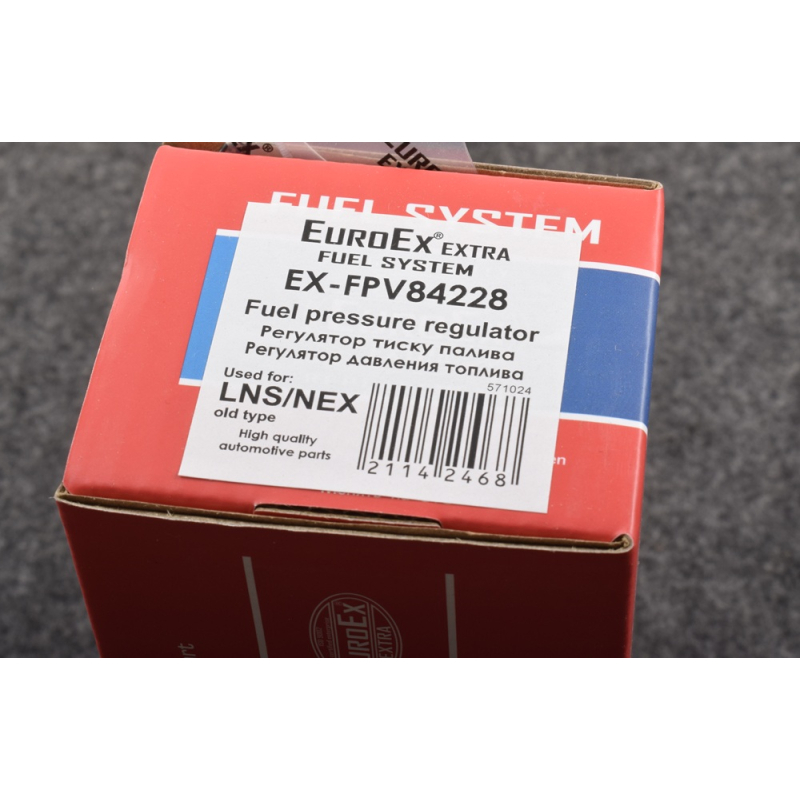 EUROEX
FUEL SYSTEM
EUROEX® EXTRA
FUEL SYSTEM
EX-FPV84228
Fuel pressure regulator
Регулятор тиску палива
Регулятор давления топлива
Used for:
571024
LNS/NEX
old type
High quality
automotive parts
2114 2468
EUROEX
EXTRA